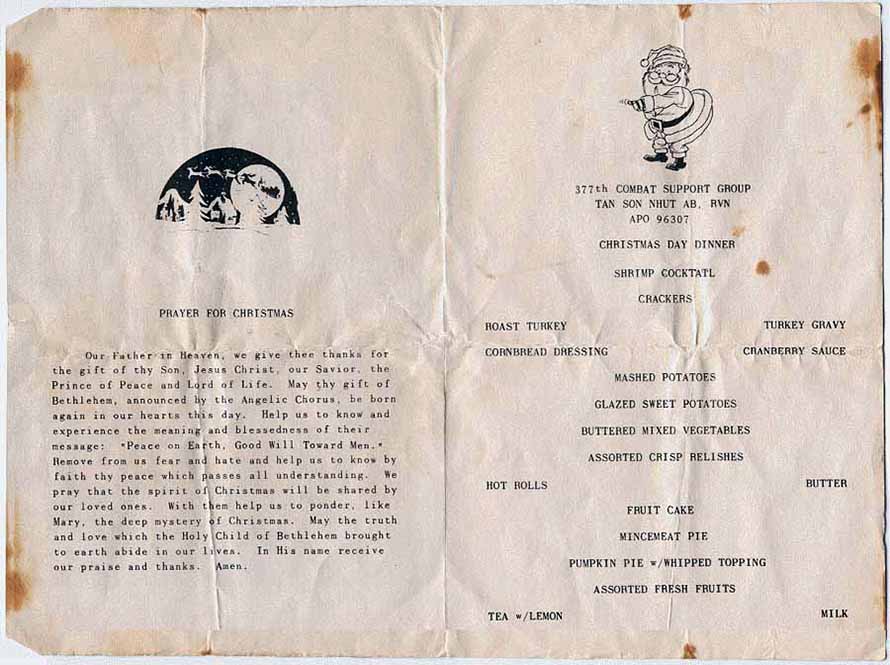 PRAYER FOR CHRISTMAS
Our Father in Heaven, we give thee thanks for
the gift of thy Son, Jesus Christ, our Savior, the
Prince of Peace and Lord of Life. May thy gift of
Bethlehem, announced by the Angelic Chorus, be born
again in our hearts this day. Help us to know and
experience the meaning and blessedness of their
message: "Peace on Earth, Good Will Toward Men."
Remove from us fear and hate and help us to know by
faith thy peace which passes all understanding. We
pray that the spirit of Christmas will be shared by
our loved ones. With them help us to ponder, like
Mary, the deep mystery of Christmas. May the truth
and love which the Holy Child of Bethlehem brought
to earth abide in our lives. In His name receive
our praise and thanks. Amen.
377th COMBAT SUPPORT GROUP
TAN SON NHUT AB, RVN
APO 96307
CHRISTMAS DAY DINNER
SHRIMP COCKTAIL
CRACKERS
ROAST TURKEY TURKEY GRAVY
CORNBREAD DRESSING CRANBERRY SAUCE
MASHED POTATOES
GLAZED SWEET POTATOES
BUTTERED MIXED VEGETABLES
ASSORTED CRISP RELISHES
HOT ROLLS BUTTER
FRUIT CAKE
MINCEMEAT PIE
PUMPKIN PIE w/WHIPPED TOPPING
ASSORTED FRESH FRUITS
TEA w/LEMON MILK